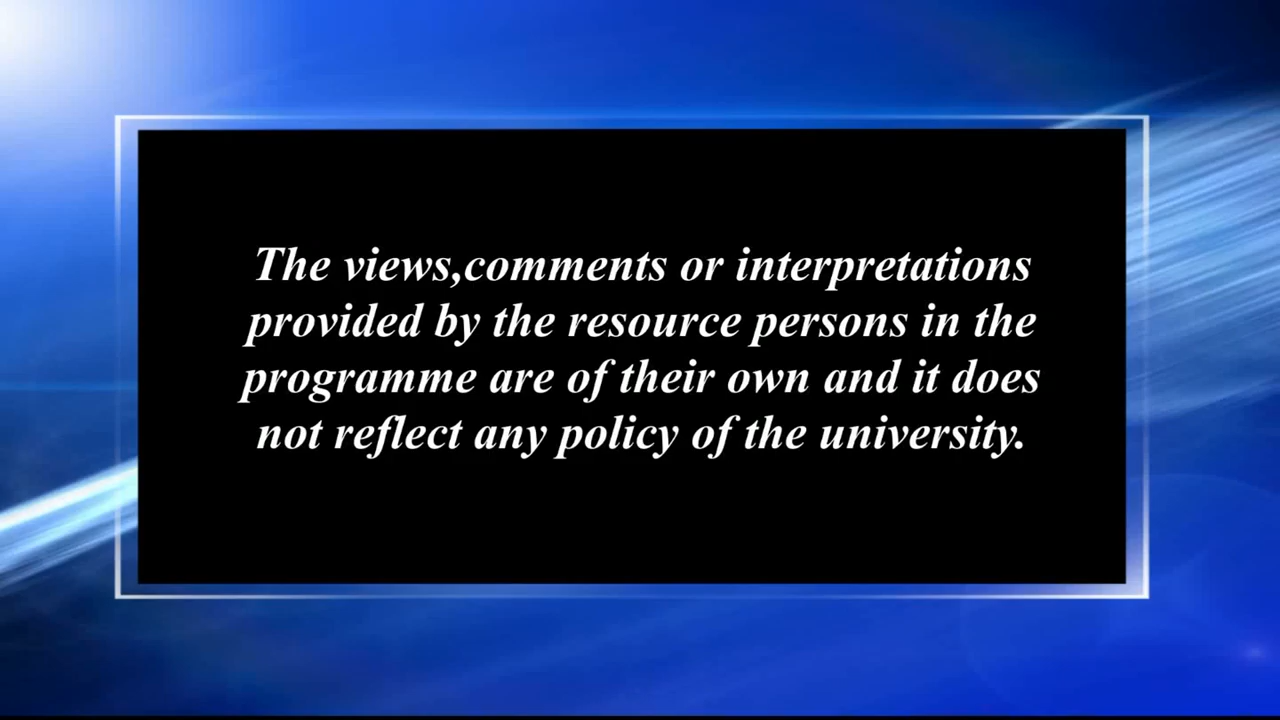 The views,comments or interpretations
provided by the resource persons in the
programme are of their own and it does
not reflect any policy of the university.